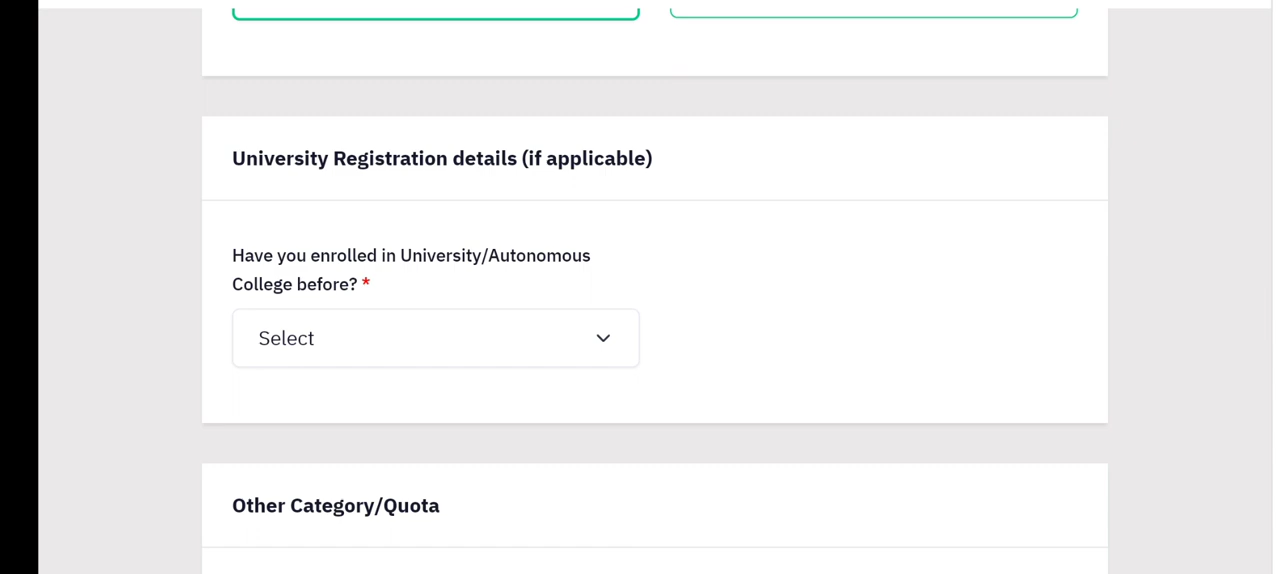 University Registration details (if applicable)
Have you enrolled in University/Autonomous
College before? *
Select
Other Category/Quota